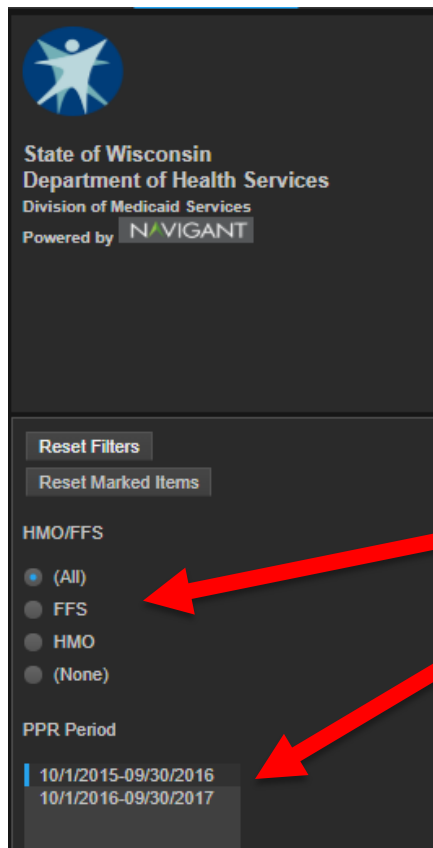 State of Wisconsin
Department of Health Services
Division of Medicaid Services
Powered by NAVIGANT
Reset Filters
Reset Marked Items
HMO/FFS
(All)
FFS
HMO
(None)
PPR Period
10/1/2015-09/30/2016
10/1/2016-09/30/2017